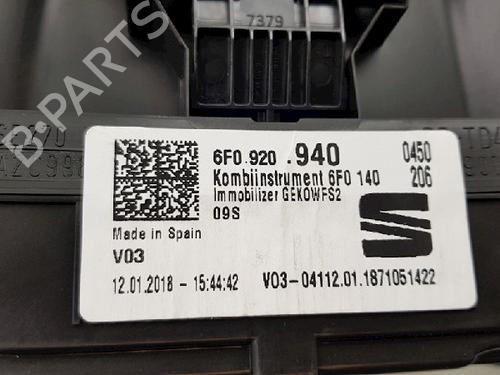 7379
B-PARTS
6F0.920 .940 0450
Kombiinstrument 6F0 140 206
Immobilizer GEKOWFS2
09S
Made in Spain
V03
12.01.2018 - 15:44:42 V03-04112.01.1871051422